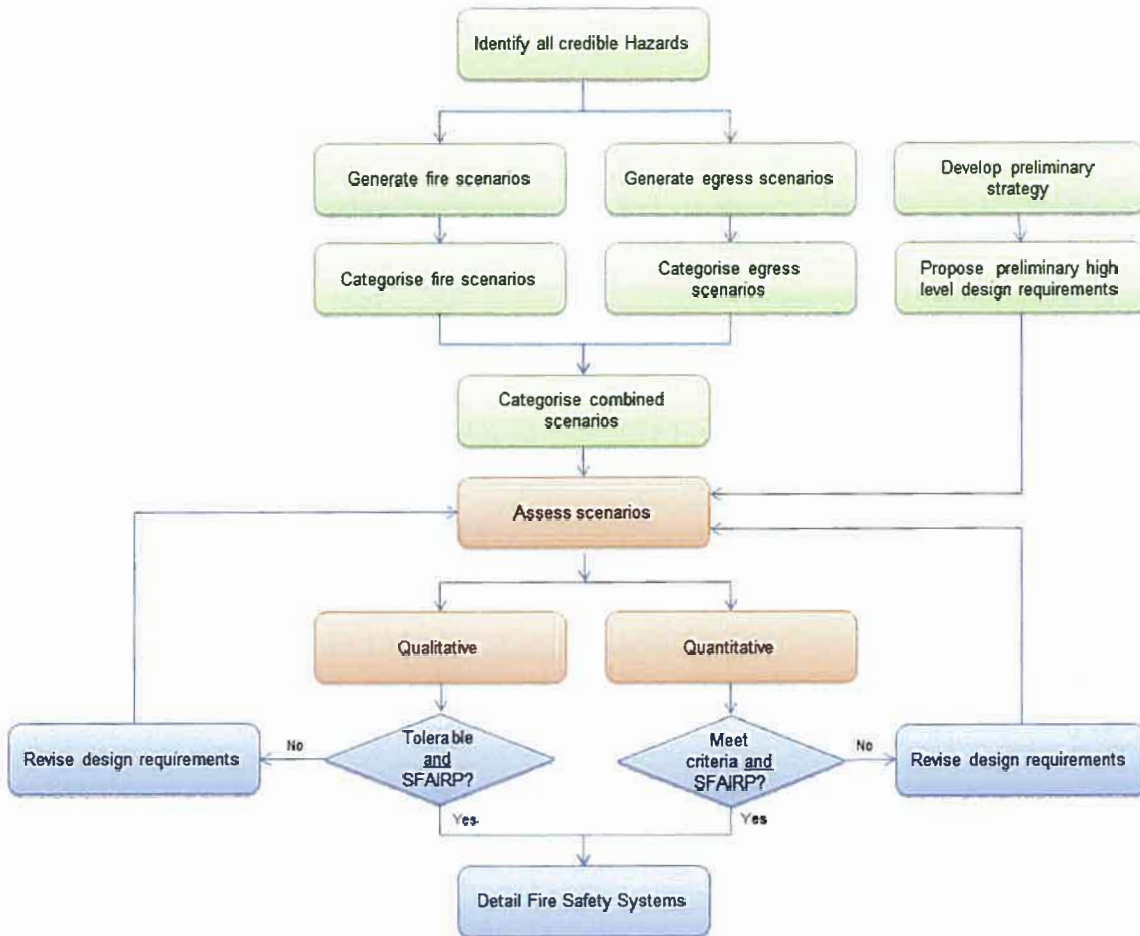 Identify all credible Hazards
Generate fire scenarios
Generate egress scenarios
Develop preliminary
strategy
Categorise fire scenarios
Categorise egress
scenarios
Propose preliminary high
level design requirements
Categorise combined
scenarios
Assess scenarios
Qualitative
Quantitative
Revise design requirements
No
Tolerable
and
SFAIRP?
Meet
criteria and
SFAIRP?
No
Revise design requirements
Yes
Yes
Detail Fire Safety Systems